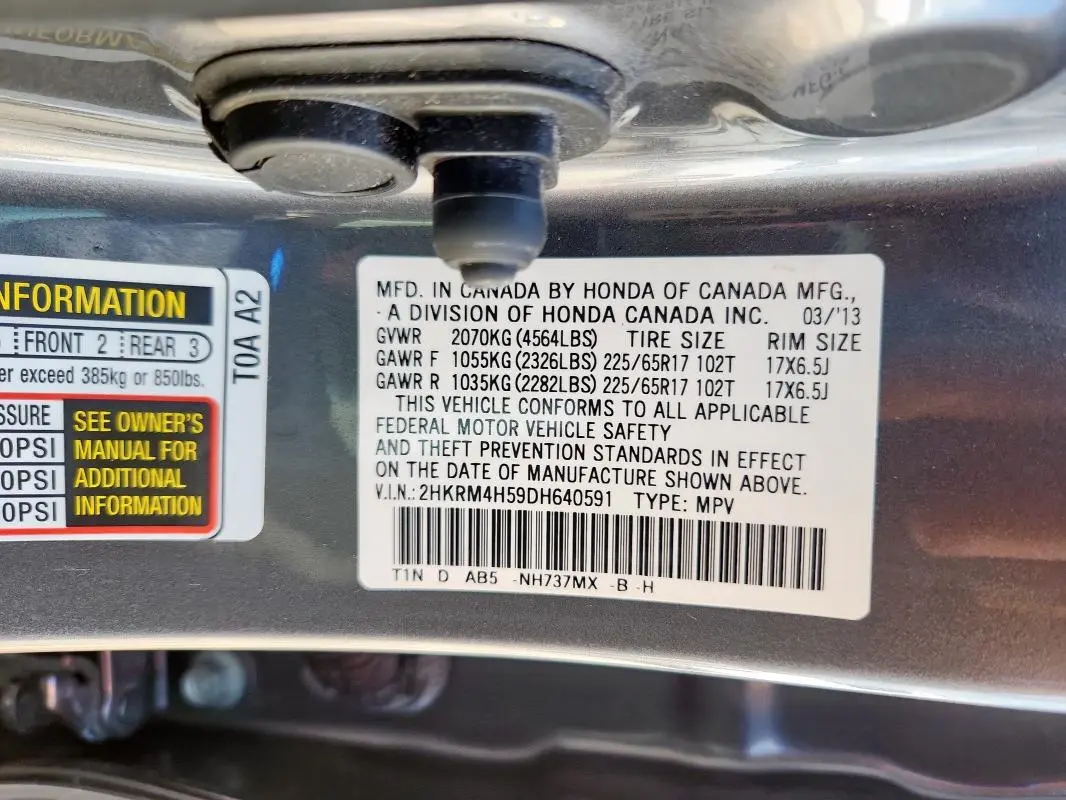 NFORMATION
FRONT 2 REAR 3
er exceed 385kg or 850lbs.
SSURE
0PSI
0PSI
0PSI
SEE OWNER'S
MANUAL FOR
ADDITIONAL
INFORMATION
T0A A2
MFD. IN CANADA BY HONDA OF CANADA MFG.,
A DIVISION OF HONDA CANADA INC. 03/'13
GVWR 2070KG (4564LBS) TIRE SIZE RIM SIZE
GAWR F 1055KG (2326LBS) 225/65R17 102T 17X6.5J
GAWR R 1035KG (2282LBS) 225/65R17 102T 17X6.5J
THIS VEHICLE CONFORMS TO ALL APPLICABLE
FEDERAL MOTOR VEHICLE SAFETY
AND THEFT PREVENTION STANDARDS IN EFFECT
ON THE DATE OF MANUFACTURE SHOWN ABOVE.
V.I.N.: 2HKRM4H59DH640591 TYPE: MPV
T1N D AB5 -NH737MX -B -H